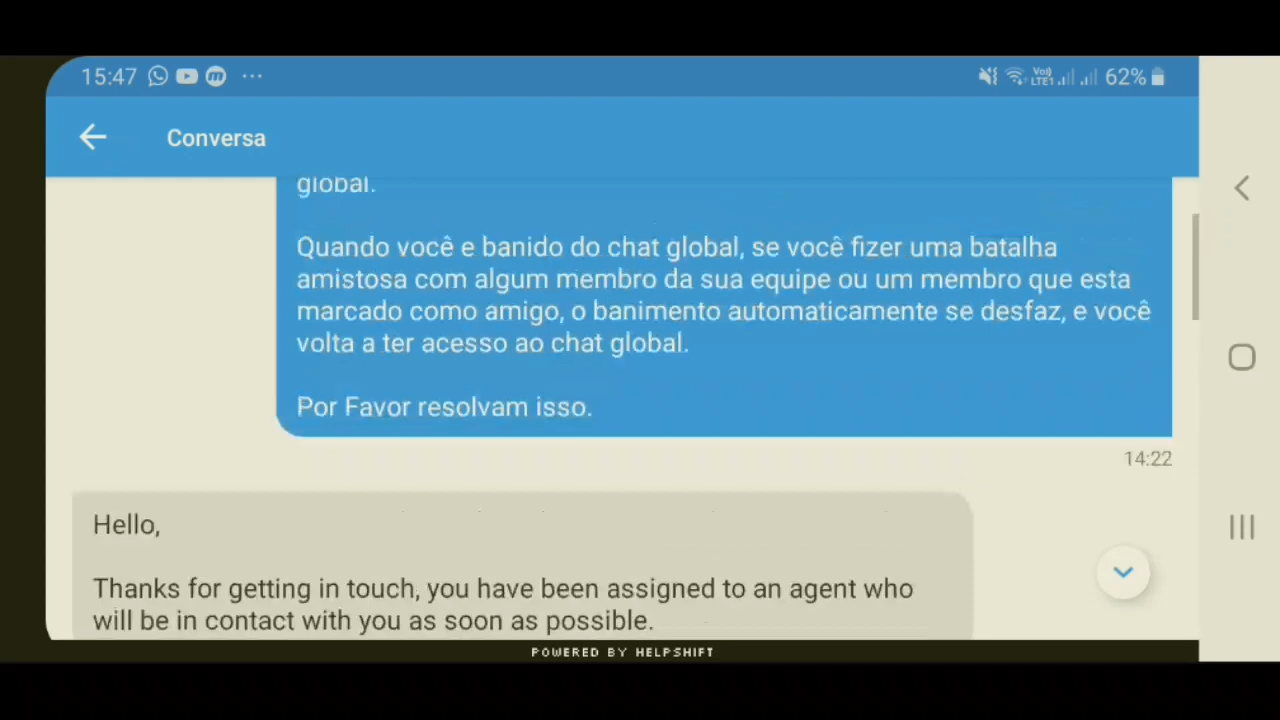 15:47 ... Vo) LTE1 62%
Conversa
global.
Quando você e banido do chat global, se você fizer uma batalha
amistosa com algum membro da sua equipe ou um membro que esta
marcado como amigo, o banimento automaticamente se desfaz, e você
volta a ter acesso ao chat global.
Por Favor resolvam isso.
14:22
Hello,
Thanks for getting in touch, you have been assigned to an agent who
will be in contact with you as soon as possible.
POWERED BY HELPSHIFT